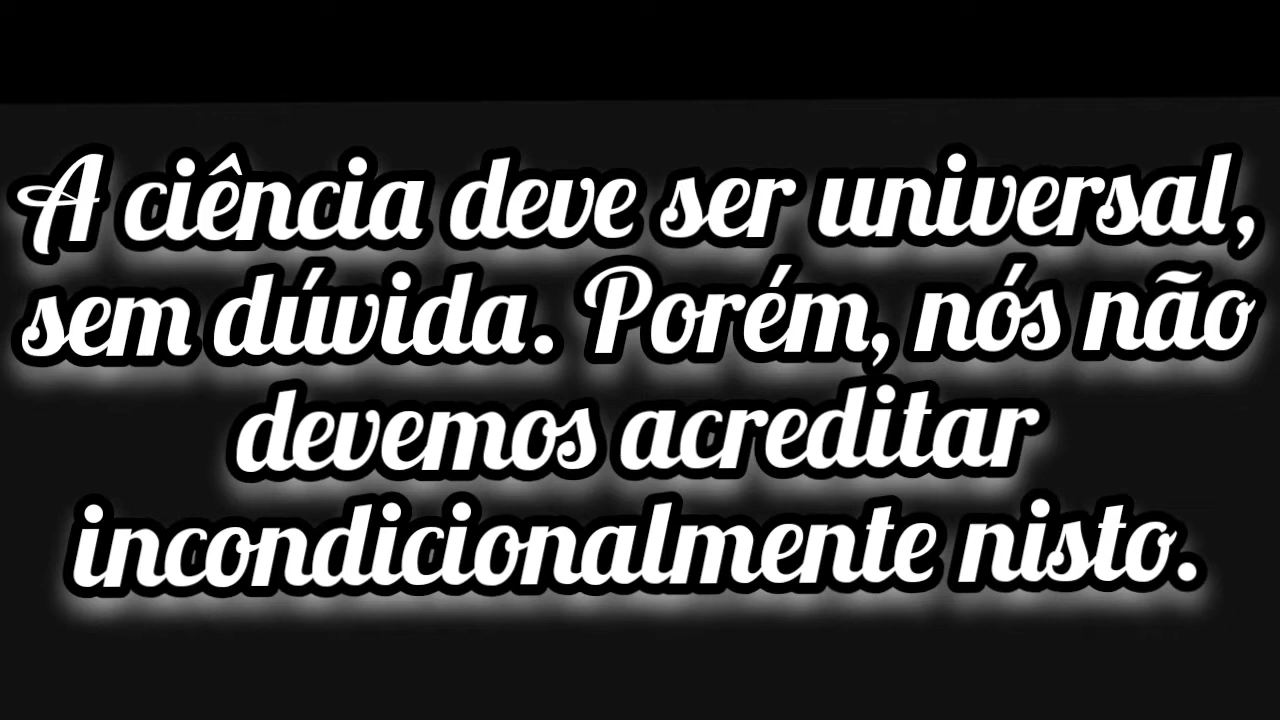 A ciência deve ser universal,
sem dúvida. Porém, nós não
devemos acreditar
incondicionalmente nisto.